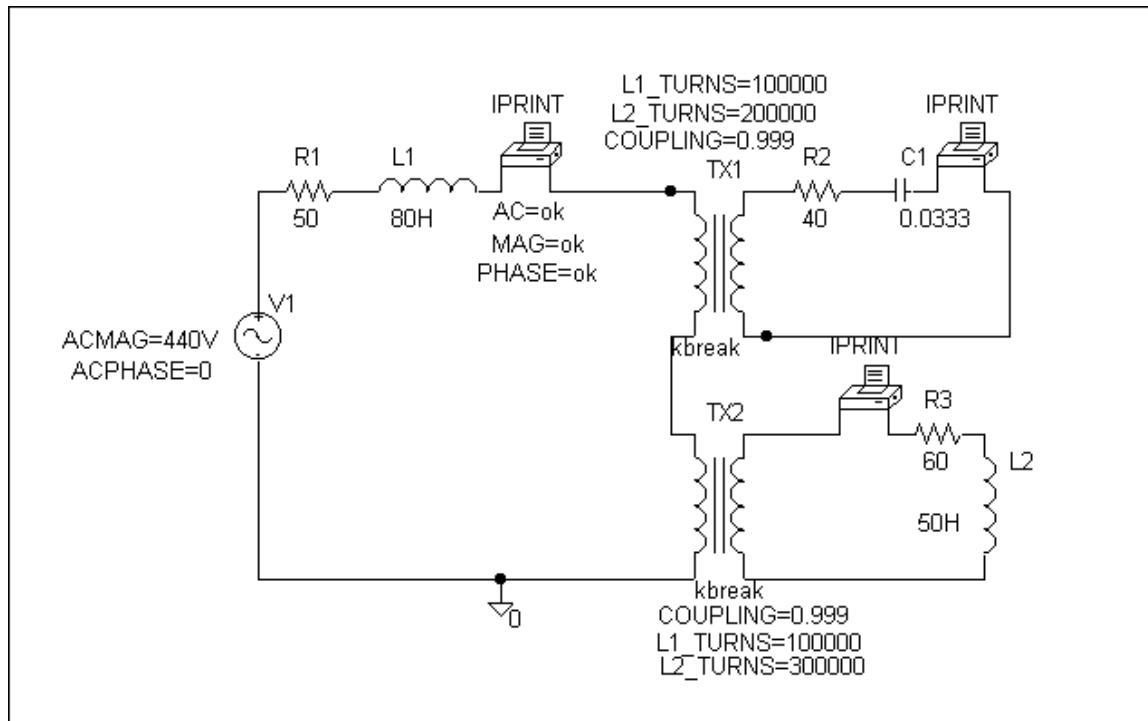 L1_TURNS=100000
L2_TURNS=200000
COUPLING=0.999
IPRINT
IPRINT
TX1
R1
L1
R2
C1
50
80H
40
0.0333
AC=ok
MAG=ok
PHASE=ok
V1
ACMAG=440V
ACPHASE=0
kbreak
IPRINT
TX2
R3
60
L2
50H
kbreak
0
COUPLING=0.999
L1_TURNS=100000
L2_TURNS=300000